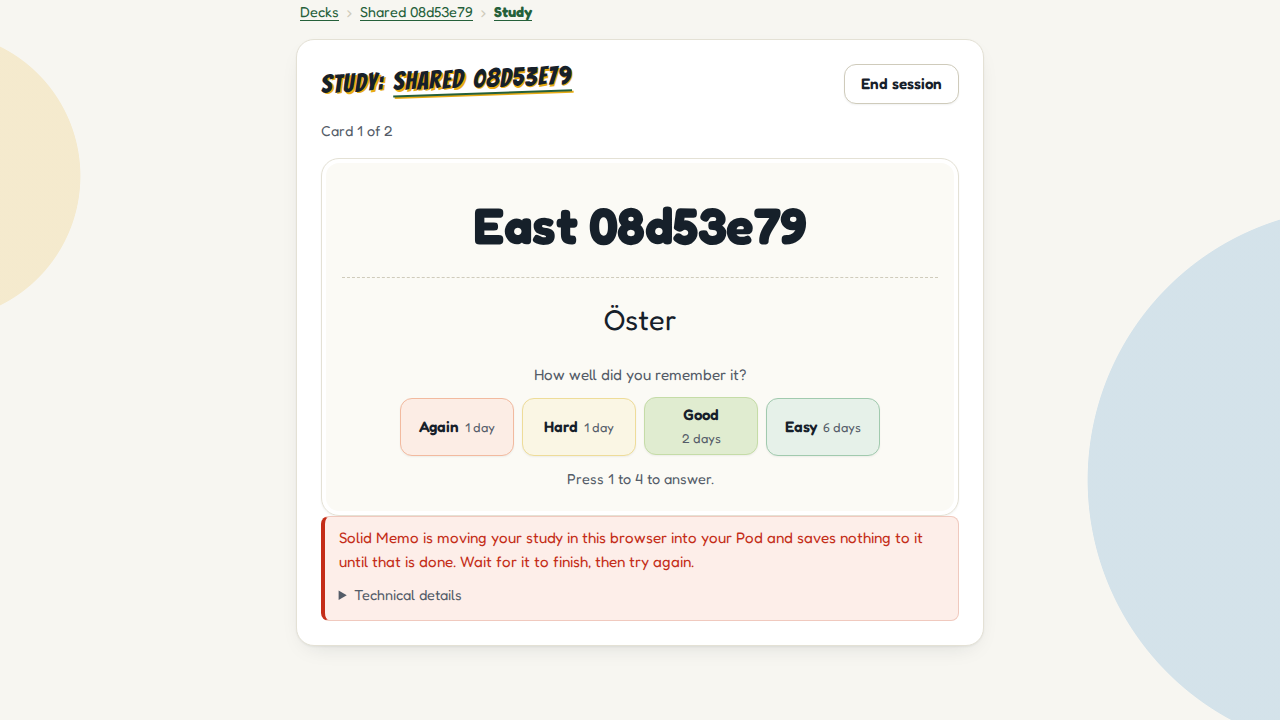 Decks › Shared 08d53e79 › Study
STUDY: SHARED 08D53E79
End session
Card 1 of 2
East 08d53e79
Öster
How well did you remember it?
Again 1 day
Hard 1 day
Good
2 days
Easy 6 days
Press 1 to 4 to answer.
Solid Memo is moving your study in this browser into your Pod and saves nothing to it
until that is done. Wait for it to finish, then try again.
Technical details